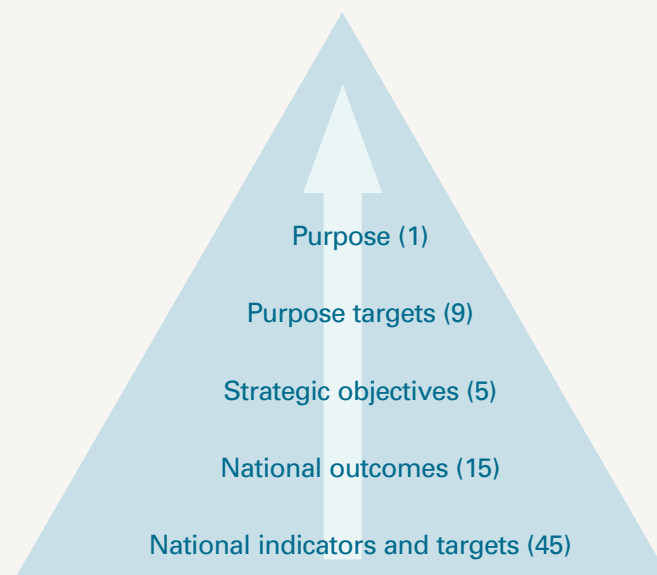 Purpose (1)
Purpose targets (9)
Strategic objectives (5)
National outcomes (15)
National indicators and targets (45)